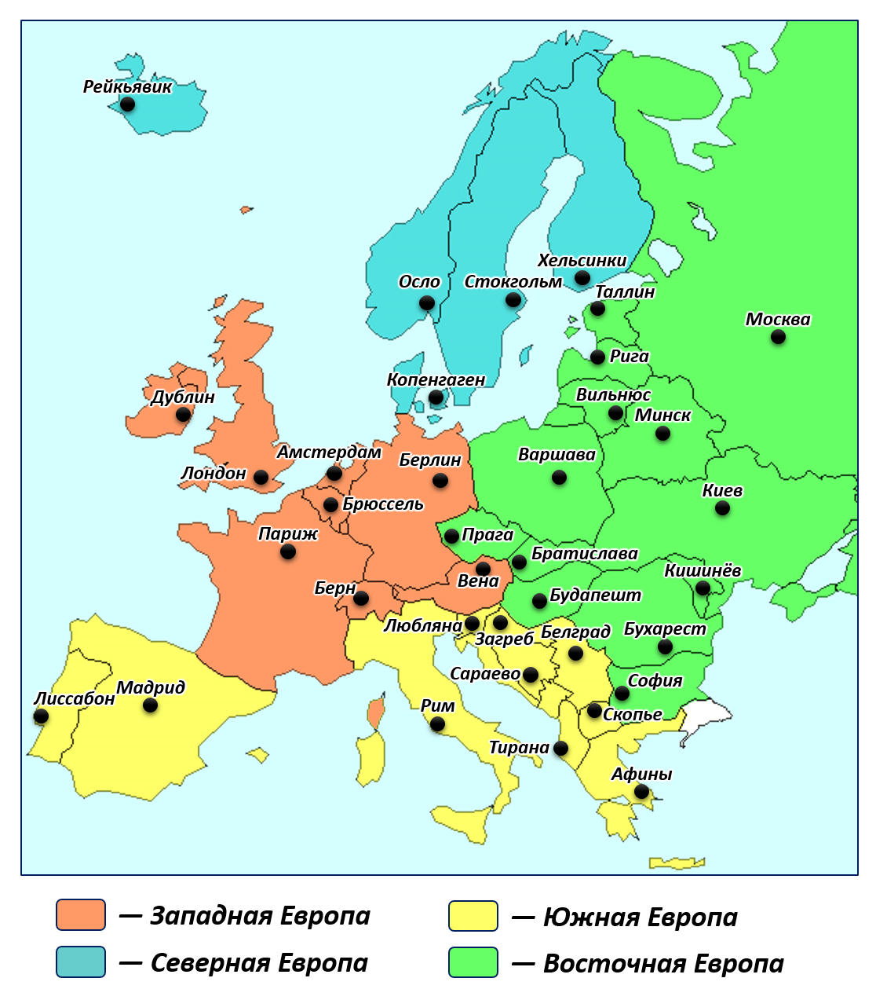 Рейкьявик
Хельсинки
Осло
Стокгольм
Таллин
Москва
Рига
Копенгаген
Вильнюс
Дублин
Минск
Амстердам
Варшава
Берлин
Лондон
Киев
Брюссель
Париж
Прага
Братислава
Кишинёв
Вена
Берн
Будапешт
Любляна
Загреб
Белград
Бухарест
Сараево
София
Мадрид
Лиссабон
Рим
Скопье
Тирана
Афины
— Западная Европа
— Южная Европа
— Северная Европа
— Восточная Европа